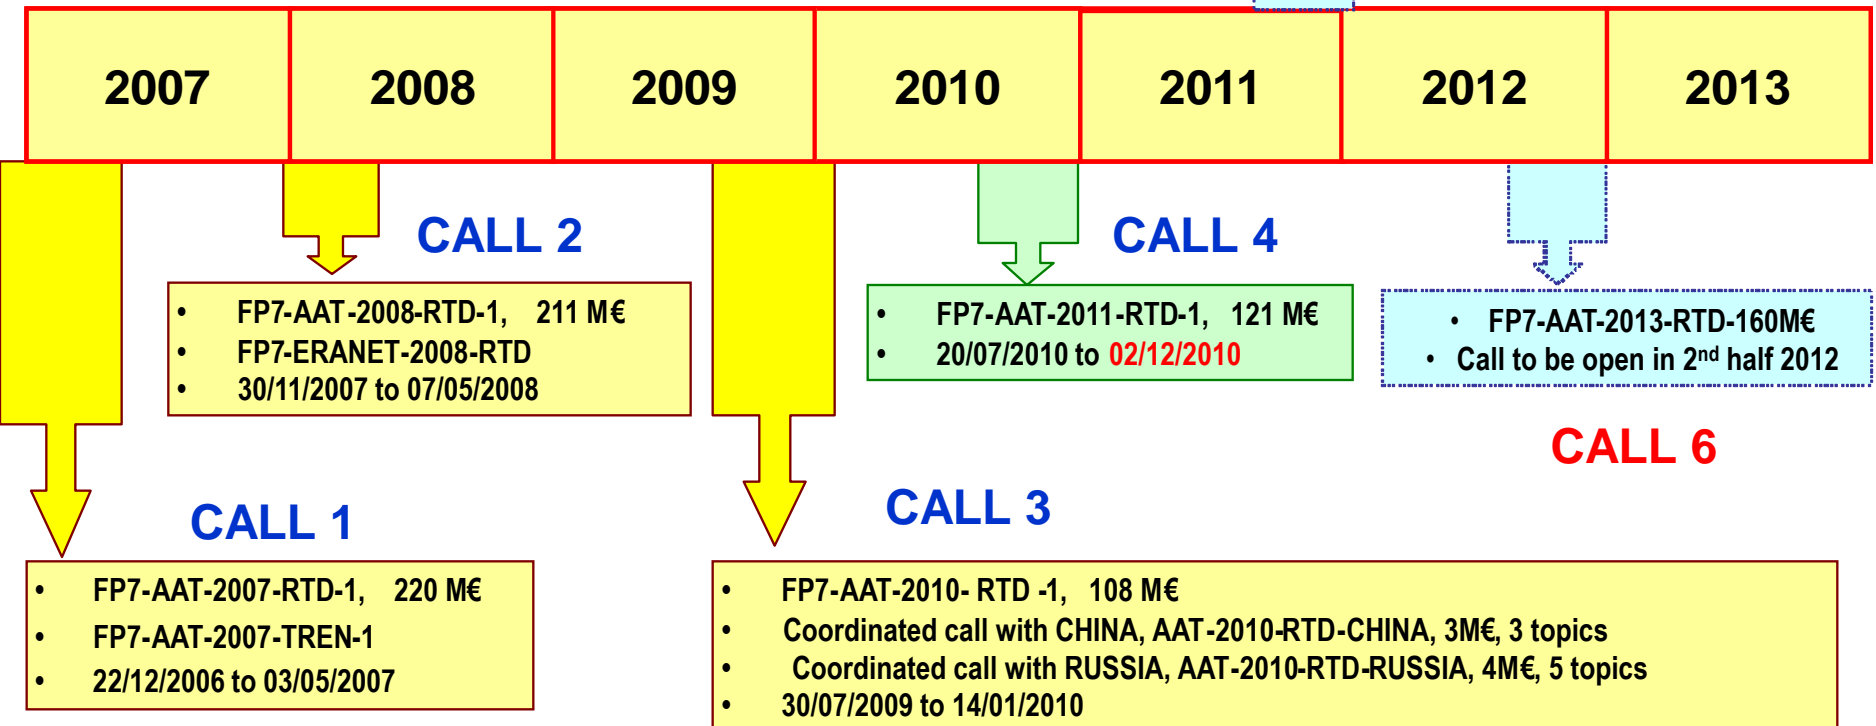 2007 2008 2009 2010 2011 2012 2013
CALL 2
CALL 4
• FP7-AAT-2008-RTD-1, 211 M€
• FP7-ERANET-2008-RTD
• 30/11/2007 to 07/05/2008
• FP7-AAT-2011-RTD-1, 121 M€
• 20/07/2010 to 02/12/2010
• FP7-AAT-2013-RTD-160M€
• Call to be open in 2nd half 2012
CALL 6
CALL 1
CALL 3
• FP7-AAT-2007-RTD-1, 220 M€
• FP7-AAT-2007-TREN-1
• 22/12/2006 to 03/05/2007
• FP7-AAT-2010- RTD -1, 108 M€
• Coordinated call with CHINA, AAT-2010-RTD-CHINA, 3M€, 3 topics
• Coordinated call with RUSSIA, AAT-2010-RTD-RUSSIA, 4M€, 5 topics
• 30/07/2009 to 14/01/2010